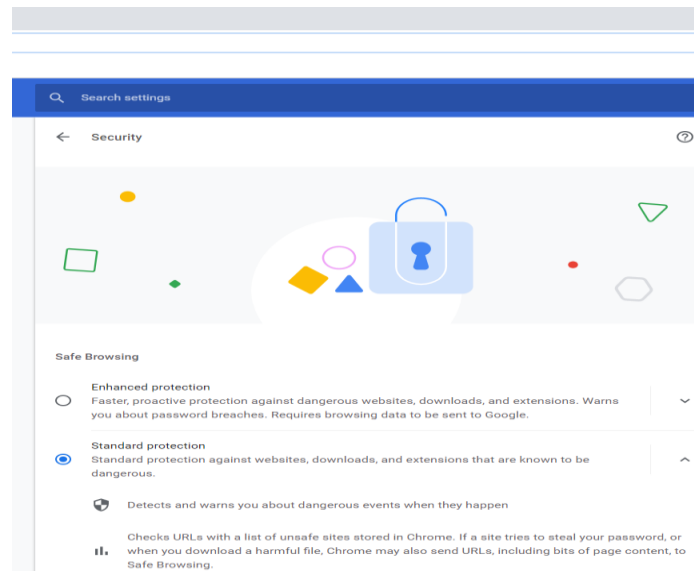 Search settings
Security
Safe Browsing
Enhanced protection
Faster, proactive protection against dangerous websites, downloads, and extensions. Warns
you about password breaches. Requires browsing data to be sent to Google.
Standard protection
Standard protection against websites, downloads, and extensions that are known to be
dangerous.
Detects and warns you about dangerous events when they happen
Checks URLs with a list of unsafe sites stored in Chrome. If a site tries to steal your password, or
when you download a harmful file, Chrome may also send URLs, including bits of page content, to
Safe Browsing.